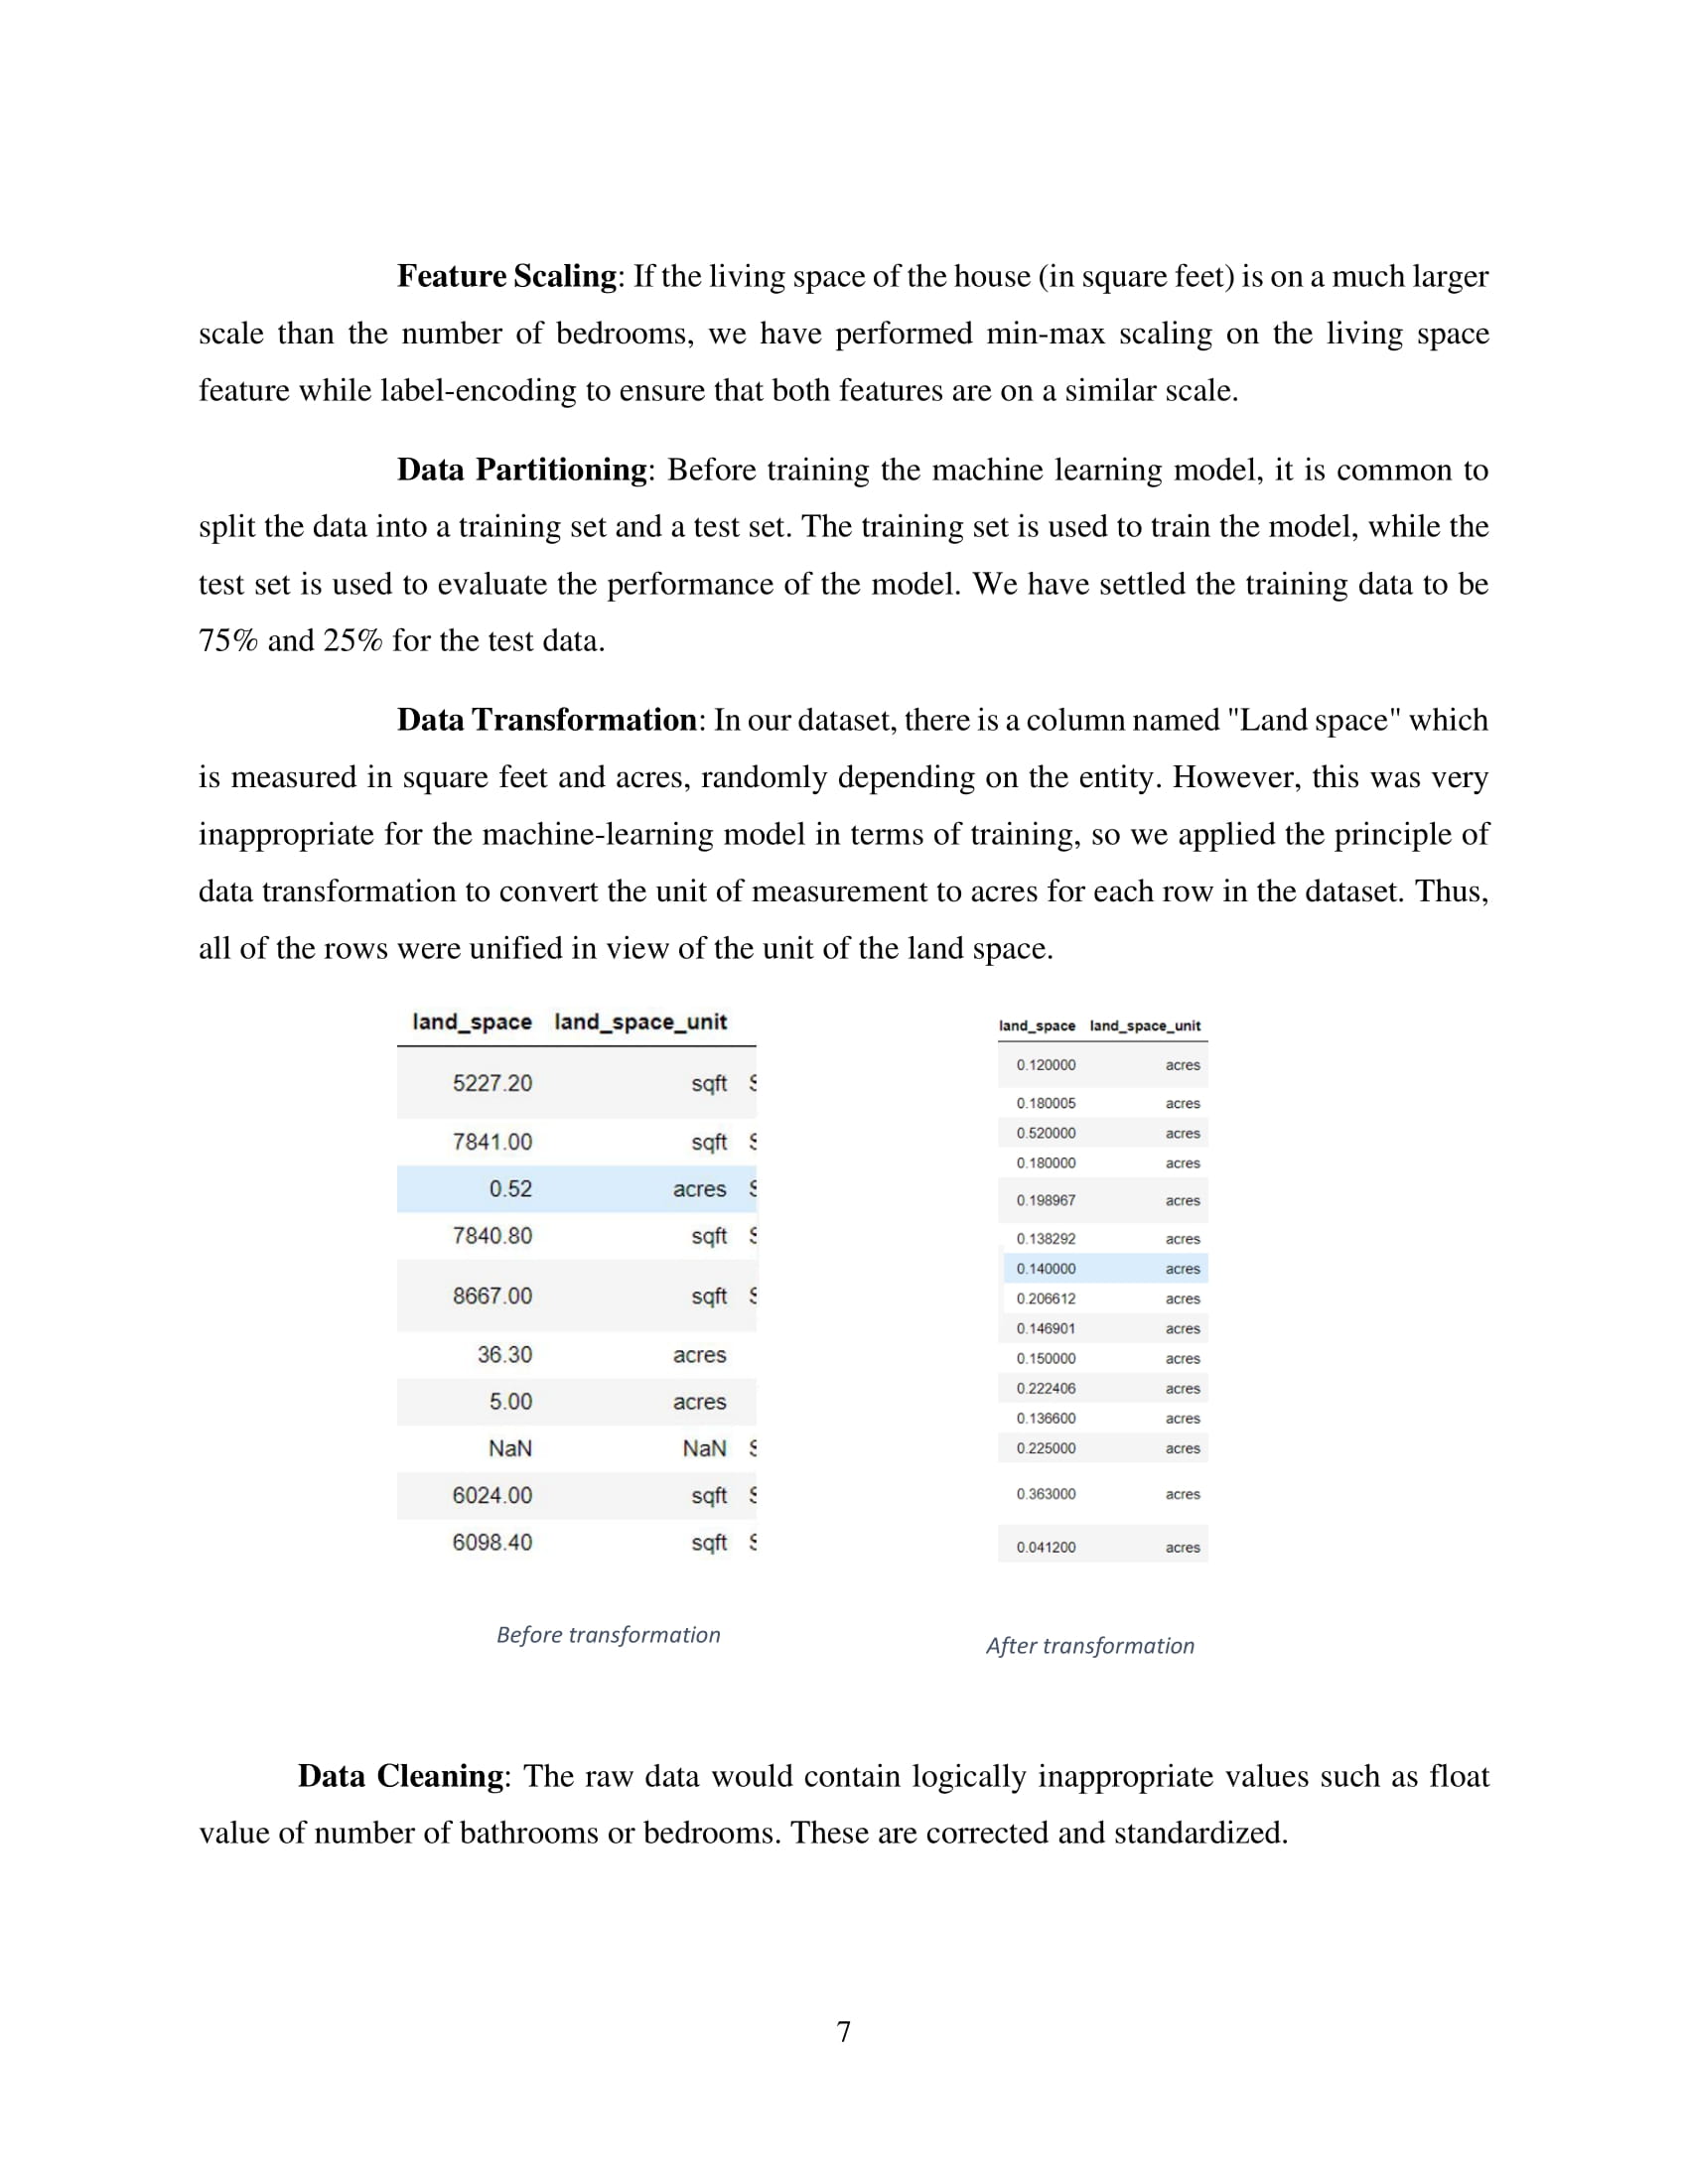 Feature Scaling: If the living space of the house (in square feet) is on a much larger
scale than the number of bedrooms, we have performed min-max scaling on the living space
feature while label-encoding to ensure that both features are on a similar scale.
Data Partitioning: Before training the machine learning model, it is common to
split the data into a training set and a test set. The training set is used to train the model, while the
test set is used to evaluate the performance of the model. We have settled the training data to be
75% and 25% for the test data.
Data Transformation: In our dataset, there is a column named "Land space" which
is measured in square feet and acres, randomly depending on the entity. However, this was very
inappropriate for the machine-learning model in terms of training, so we applied the principle of
data transformation to convert the unit of measurement to acres for each row in the dataset. Thus,
all of the rows were unified in view of the unit of the land space.
land_space land_space_unit
5227.20 sqft
7841.00 sqft
0.52 acres
7840.80 sqft
8667.00 sqft
36.30 acres
5.00 acres
NaN NaN
6024.00 sqft
6098.40 sqft
Before transformation
land_space land_space_unit
0.120000 acres
0.180005 acres
0.520000 acres
0.180000 acres
0.198967 acres
0.138292 acres
0.140000 acres
0.206612 acres
0.146901 acres
0.150000 acres
0.222406 acres
0.136600 acres
0.225000 acres
0.363000 acres
0.041200 acres
After transformation
Data Cleaning: The raw data would contain logically inappropriate values such as float
value of number of bathrooms or bedrooms. These are corrected and standardized.
7